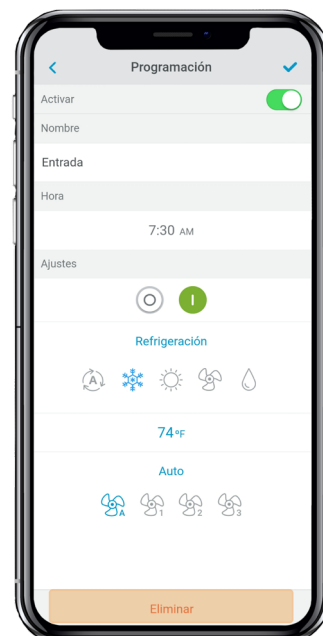 Programación
Activar
Nombre
Entrada
Hora
7:30 AM
Ajustes
O I
Refrigeración
A
74°F
Auto
A 1 2 3
Eliminar